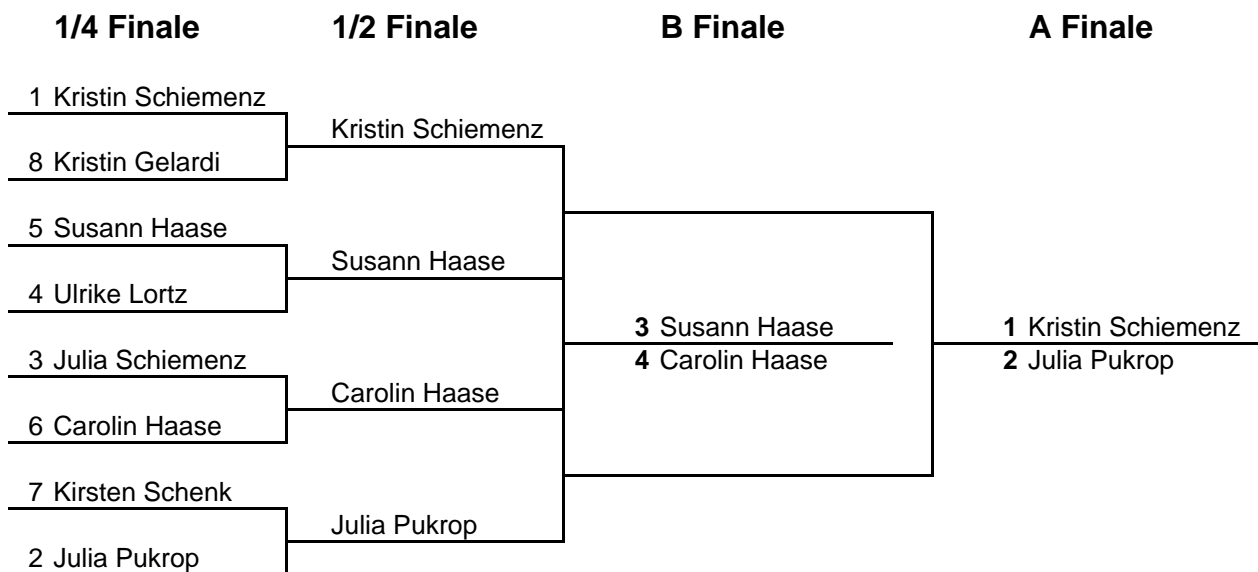 1/4 Finale 1/2 Finale B Finale A Finale
1 Kristin Schiemenz
Kristin Schiemenz
8 Kristin Gelardi
5 Susann Haase
Susann Haase
4 Ulrike Lortz
3 Susann Haase 1 Kristin Schiemenz
3 Julia Schiemenz 4 Carolin Haase 2 Julia Pukrop
Carolin Haase
6 Carolin Haase
7 Kirsten Schenk
Julia Pukrop
2 Julia Pukrop